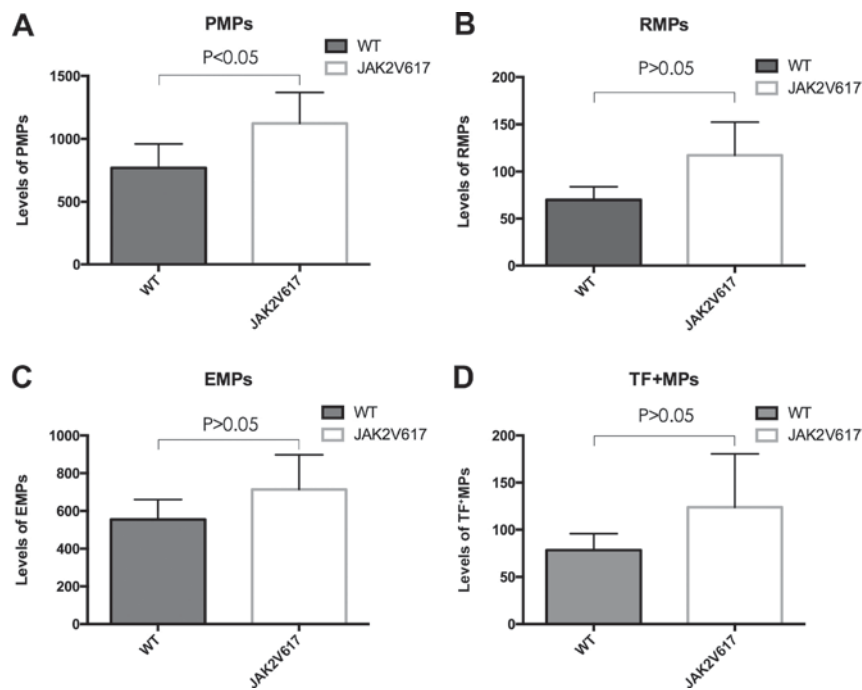 A
PMPs
WT
JAK2V617
P<0.05
1500
1000
500
0
Levels of PMPs
WT
JAK2V617
B
RMPs
WT
JAK2V617
P>0.05
200
150
100
50
0
Levels of RMPs
WT
JAK2V617
C
EMPs
WT
JAK2V617
P>0.05
1000
800
600
400
200
0
Levels of EMPs
WT
JAK2V617
D
TF+MPs
WT
JAK2V617
P>0.05
200
150
100
50
0
Levels of TF⁺MPs
WT
JAK2V617